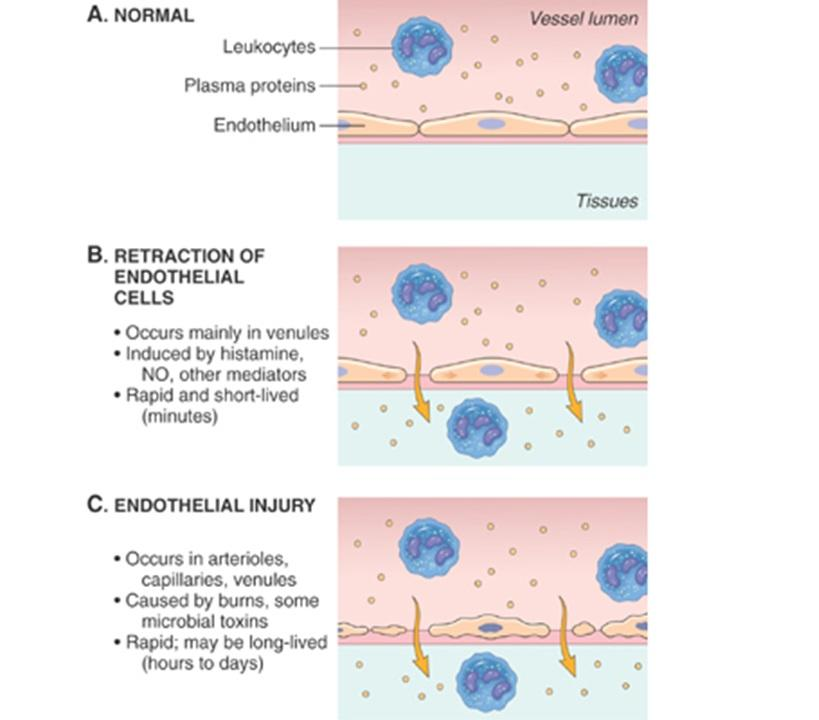 A. NORMAL
Vessel lumen
Leukocytes
Plasma proteins
Endothelium
Tissues
B. RETRACTION OF
ENDOTHELIAL
CELLS
• Occurs mainly in venules
• Induced by histamine,
NO, other mediators
• Rapid and short-lived
(minutes)
C. ENDOTHELIAL INJURY
• Occurs in arterioles,
capillaries, venules
• Caused by burns, some
microbial toxins
• Rapid; may be long-lived
(hours to days)